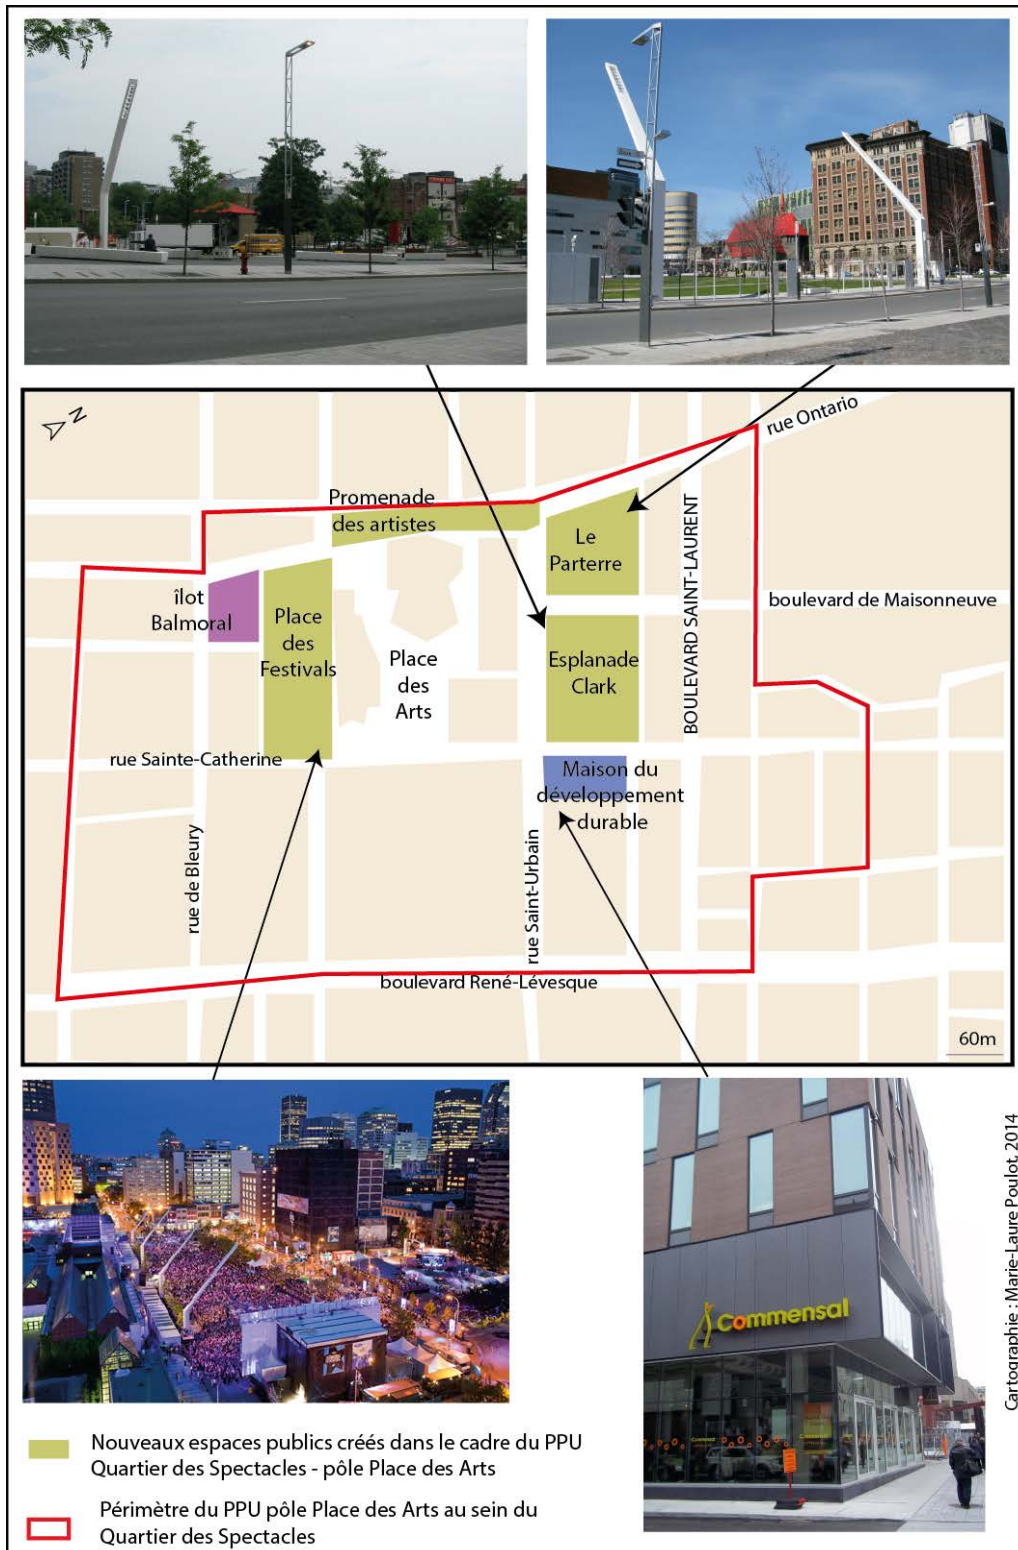 N
rue Ontario
Promenade
des artistes
Le
Parterre
BOULEVARD SAINT-LAURENT
îlot
Balmoral
Place
des
Festivals
boulevard de Maisonneuve
Place
des
Arts
Esplanade
Clark
rue Sainte-Catherine
Maison du
développement
durable
rue de Bleury
rue Saint-Urbain
boulevard René-Lévesque
60m
Commensal
Cartographie : Marie-Laure Poulot, 2014
Nouveaux espaces publics créés dans le cadre du PPU
Quartier des Spectacles - pôle Place des Arts
Périmètre du PPU pôle Place des Arts au sein du
Quartier des Spectacles